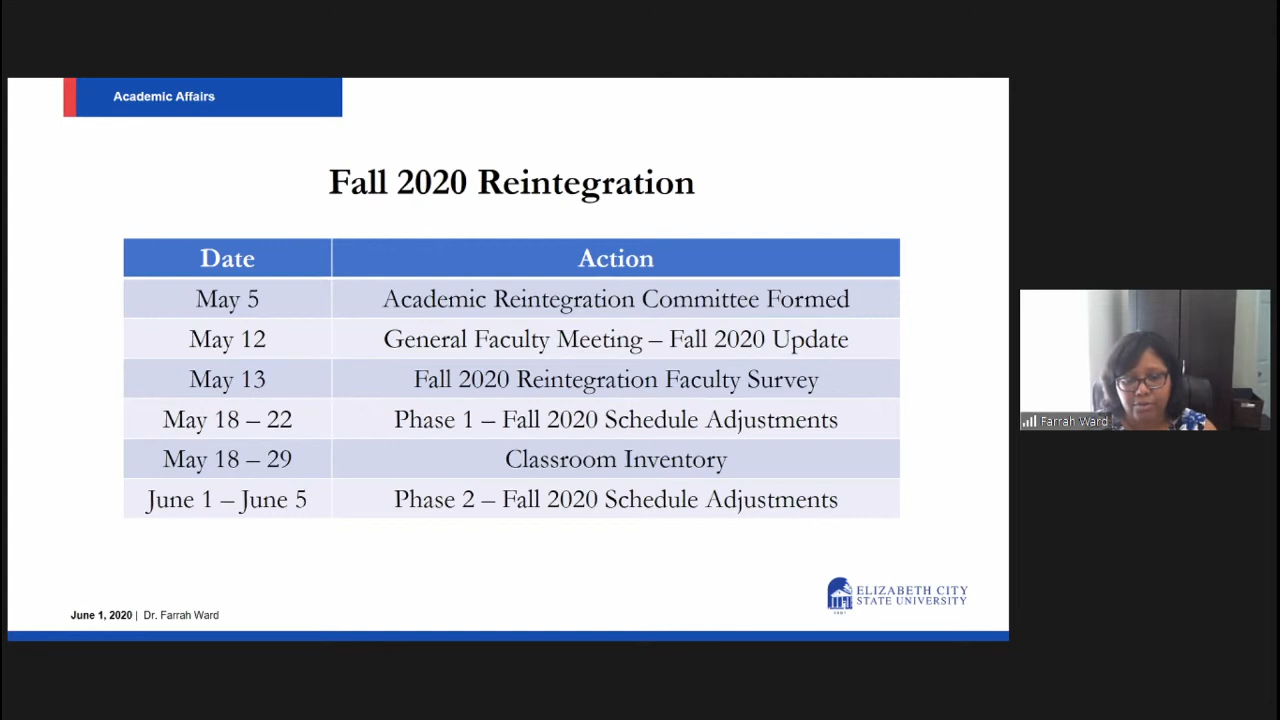 Academic Affairs
Fall 2020 Reintegration
Date Action
May 5 Academic Reintegration Committee Formed
May 12 General Faculty Meeting – Fall 2020 Update
May 13 Fall 2020 Reintegration Faculty Survey
May 18 – 22 Phase 1 – Fall 2020 Schedule Adjustments
May 18 – 29 Classroom Inventory
June 1 – June 5 Phase 2 – Fall 2020 Schedule Adjustments
ELIZABETH CITY
STATE UNIVERSITY
June 1, 2020 | Dr. Farrah Ward
Farrah Ward